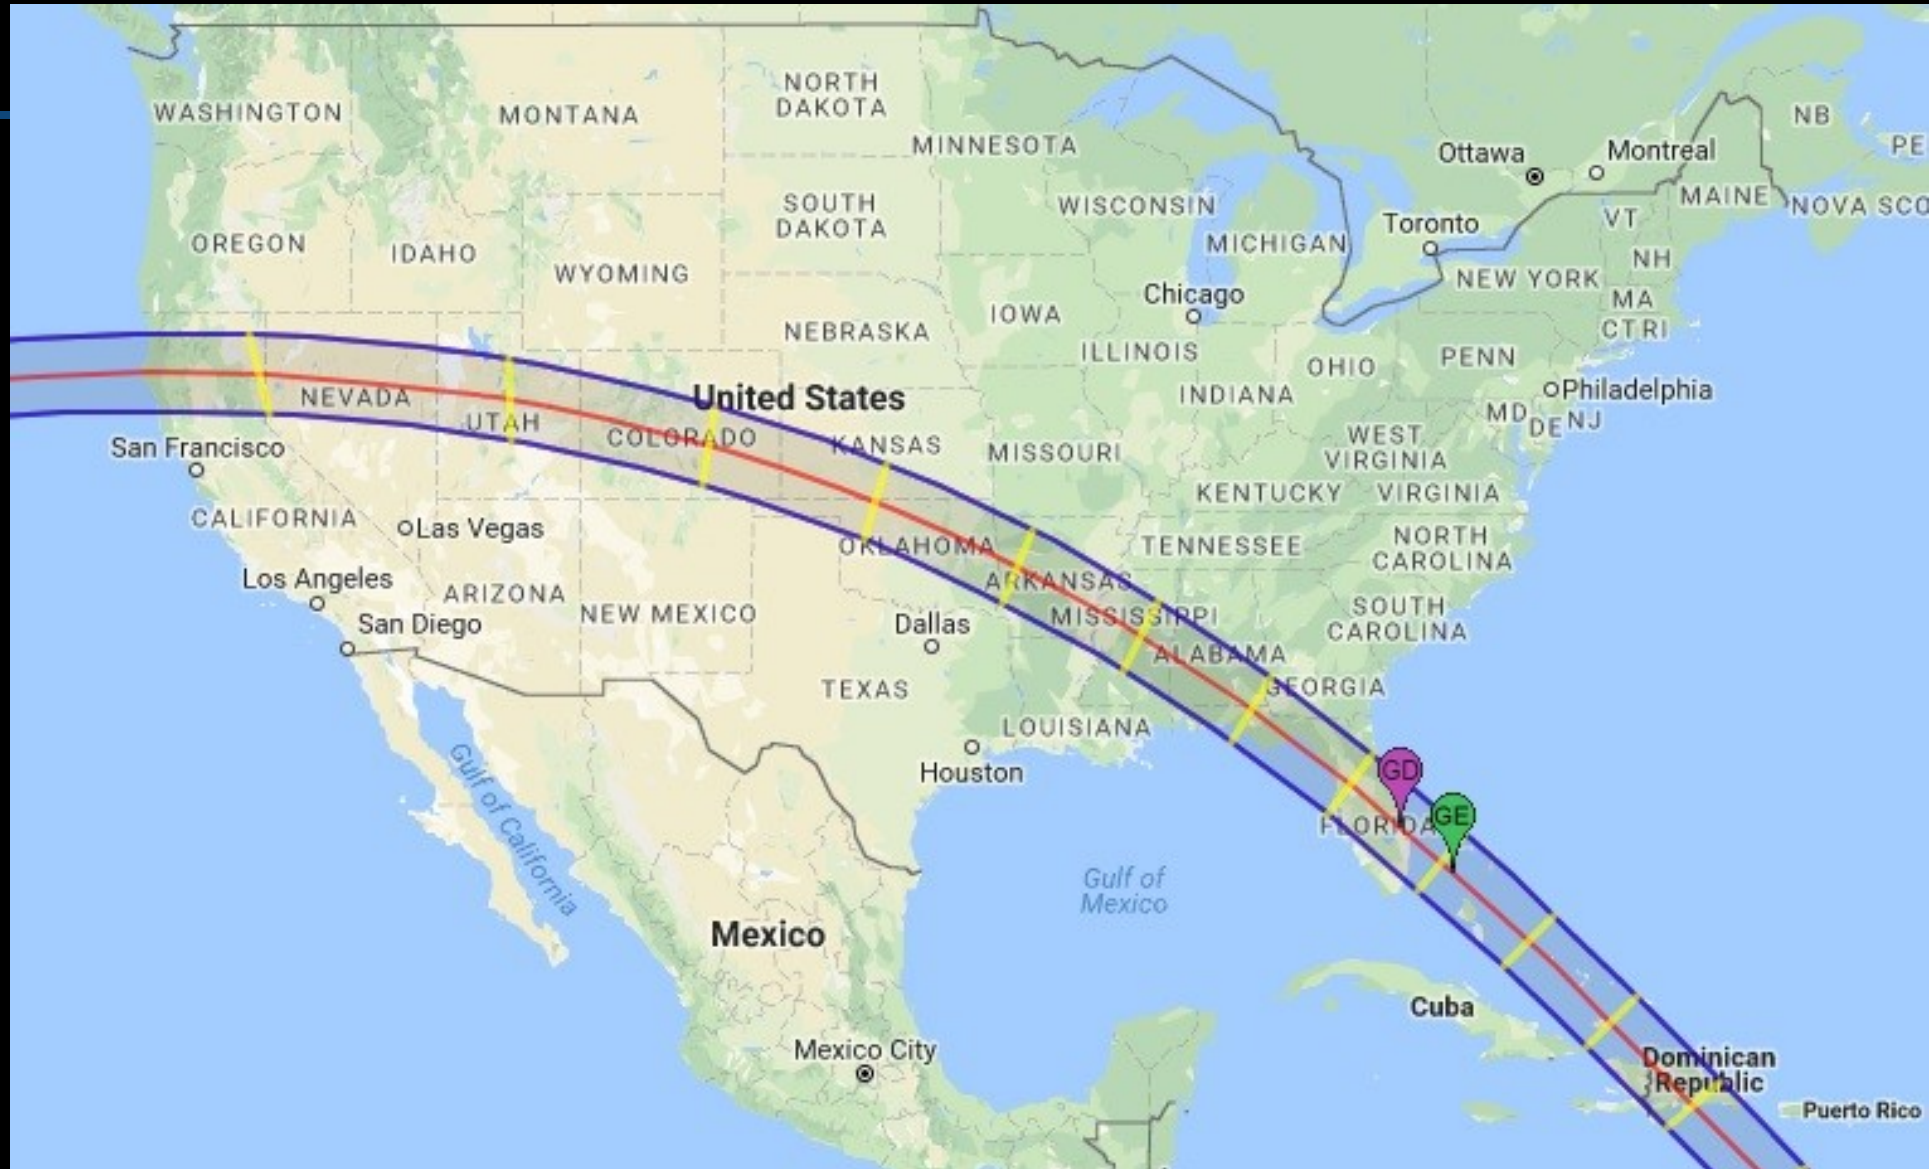 WASHINGTON
MONTANA
NORTH
DAKOTA
MINNESOTA
Ottawa
Montreal
NB
PE
MAINE
NOVA SCO
OREGON
IDAHO
WYOMING
SOUTH
DAKOTA
WISCONSIN
MICHIGAN
Toronto
VT
NH
NEW YORK
MA
CT RI
Chicago
IOWA
NEBRASKA
ILLINOIS
INDIANA
OHIO
PENN
Philadelphia
MD
DE
NJ
NEVADA
UTAH
United States
COLORADO
KANSAS
MISSOURI
WEST
VIRGINIA
KENTUCKY
VIRGINIA
San Francisco
CALIFORNIA
Las Vegas
Los Angeles
San Diego
ARIZONA
NEW MEXICO
OKLAHOMA
ARKANSAS
TENNESSEE
NORTH
CAROLINA
SOUTH
CAROLINA
MISSISSIPPI
ALABAMA
GEORGIA
Dallas
TEXAS
LOUISIANA
Houston
GD
GE
FLORIDA
Gulf of California
Gulf of
Mexico
Mexico
Cuba
Mexico City
Dominican
Republic
Puerto Rico